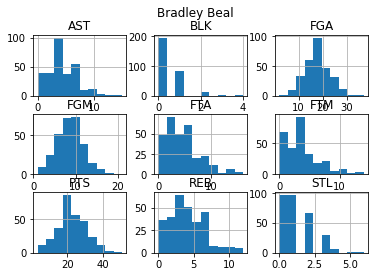 Bradley Beal
AST BLK FGA
100 200 100
50 100 50
0 0 0
0 10 0 2 4 10 20 30
FGM FTA FTM
50 50 50
0 0 0
0 10 20 0 10 0 10
PTS REB STL
50 50 100
0 0 50
20 40 0 5 10 0
0.0 2.5 5.0